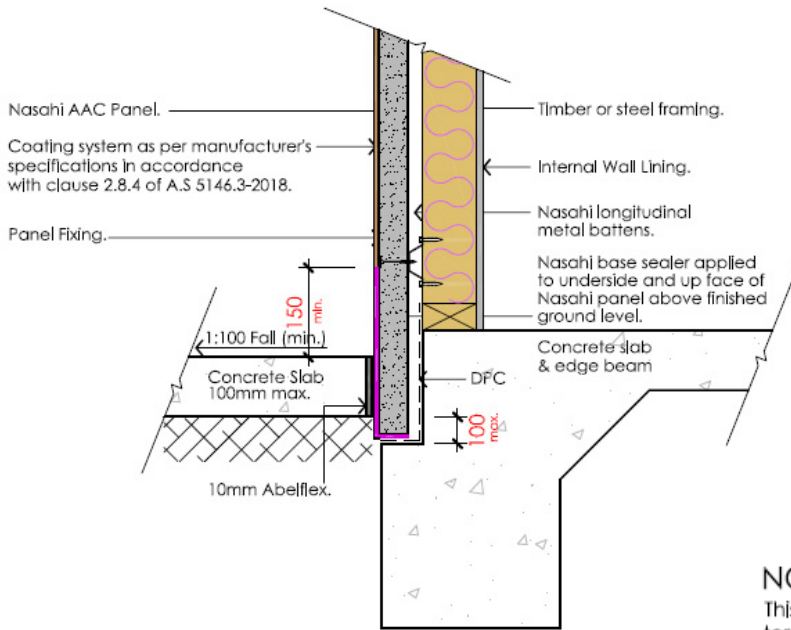 Nasahi AAC Panel.
Coating system as per manufacturer's
specifications in accordance
with clause 2.8.4 of A.S 5146.3-2018.
Panel Fixing.
150
min.
1:100 Fall (min.)
Concrete Slab
100mm max.
10mm Abelflex.
Timber or steel framing.
Internal Wall Lining.
Nasahi longitudinal
metal battens.
Nasahi base sealer applied
to underside and up face of
Nasahi panel above finished
ground level.
Concrete slab
& edge beam
DPC
100
max.